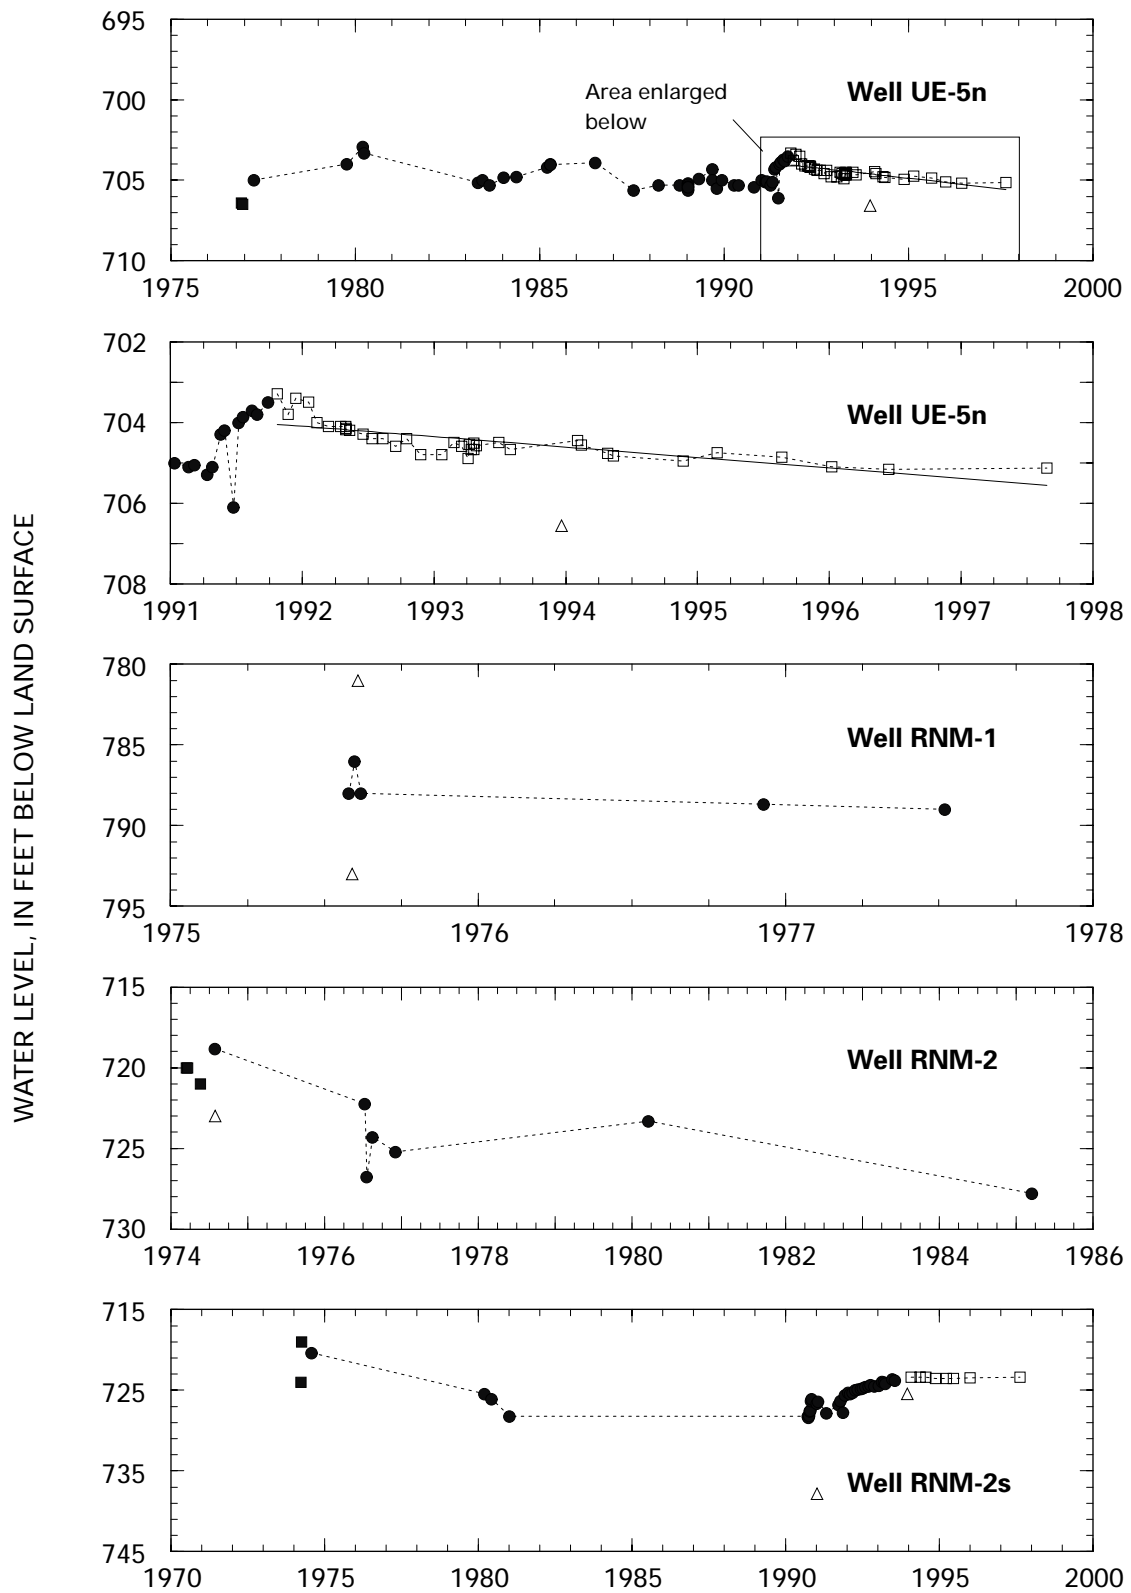 WATER LEVEL, IN FEET BELOW LAND SURFACE
695
700
705
710
Area enlarged
below
Well UE-5n
1975 1980 1985 1990 1995 2000
702
704
706
708
Well UE-5n
1991 1992 1993 1994 1995 1996 1997 1998
780
785
790
795
Well RNM-1
1975 1976 1977 1978
715
720
725
730
Well RNM-2
1974 1976 1978 1980 1982 1984 1986
715
725
735
745
Well RNM-2s
1970 1975 1980 1985 1990 1995 2000